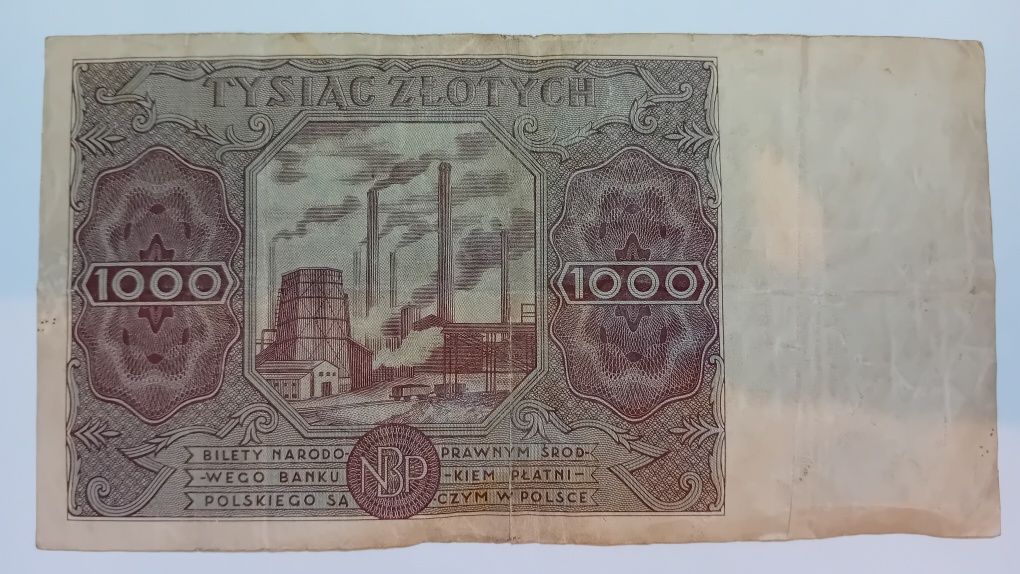 TYSIĄC ZŁOTYCH
1000 1000
BILETY NARODO- PRAWNYM ŚROD-
-WEGO BANKU NBP -KIEM PŁATNI-
POLSKIEGO SĄ -CZYM W POLSCE